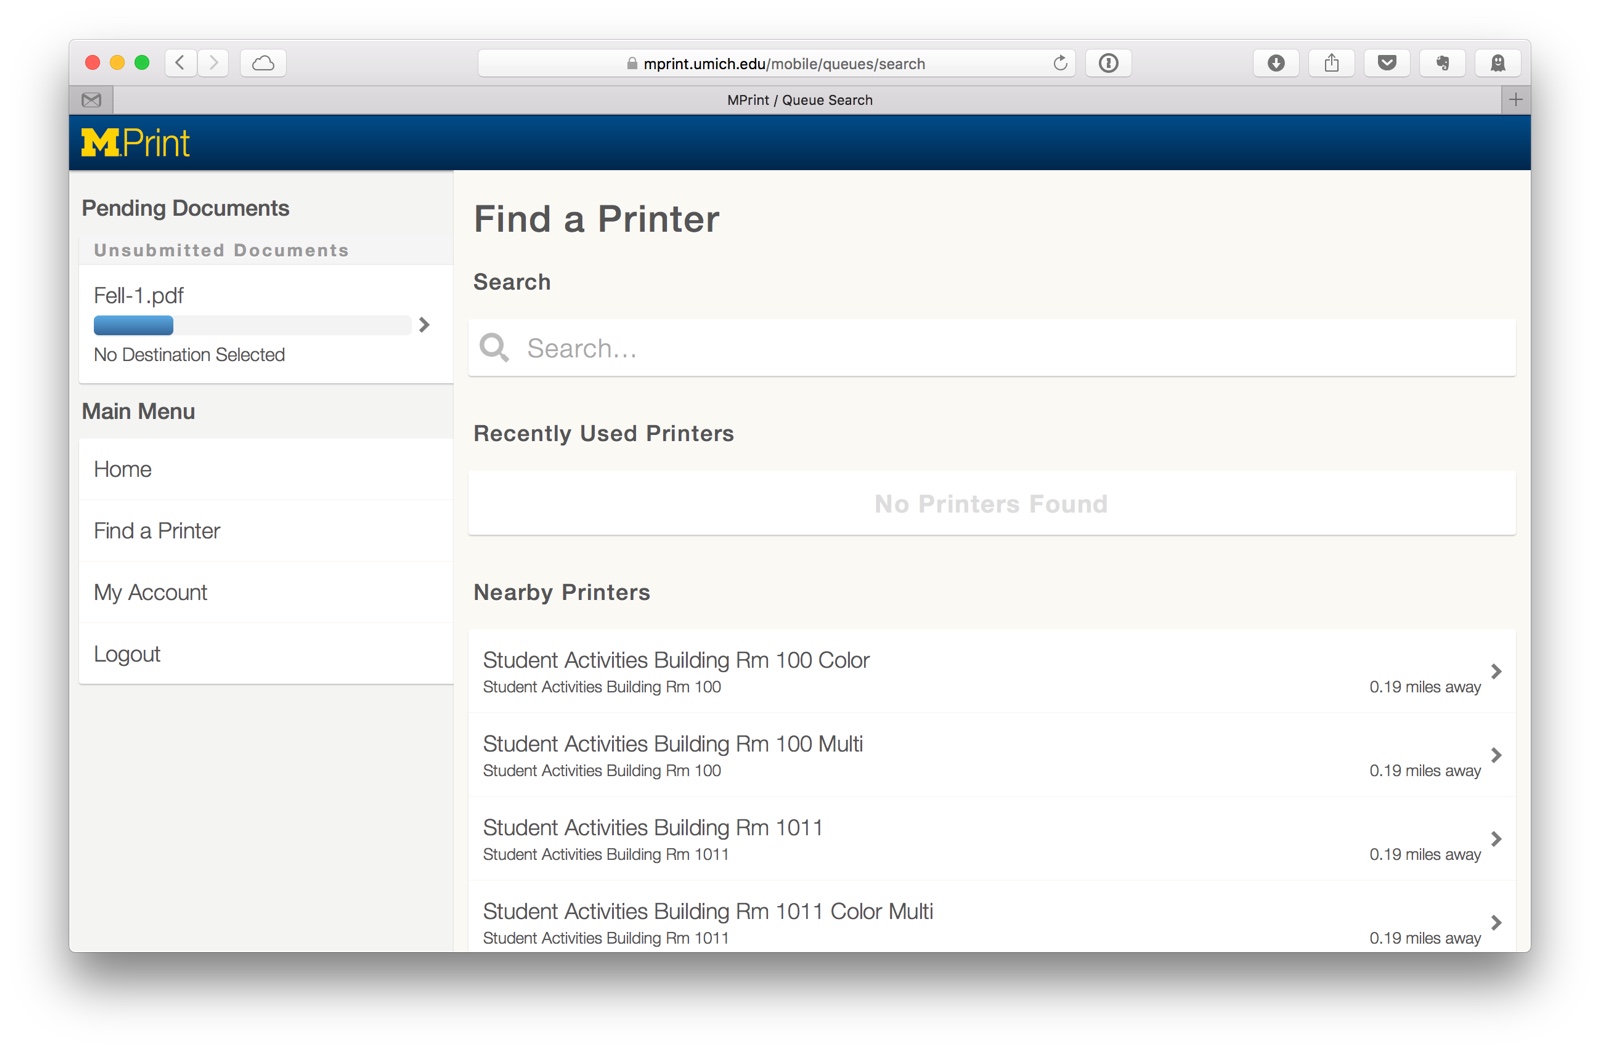 mprint.umich.edu/mobile/queues/search
MPrint / Queue Search
M Print
Pending Documents
Unsubmitted Documents
Fell-1.pdf
No Destination Selected
Main Menu
Home
Find a Printer
My Account
Logout
Find a Printer
Search
Search...
Recently Used Printers
No Printers Found
Nearby Printers
Student Activities Building Rm 100 Color
Student Activities Building Rm 100
0.19 miles away
Student Activities Building Rm 100 Multi
Student Activities Building Rm 100
0.19 miles away
Student Activities Building Rm 1011
Student Activities Building Rm 1011
0.19 miles away
Student Activities Building Rm 1011 Color Multi
Student Activities Building Rm 1011
0.19 miles away